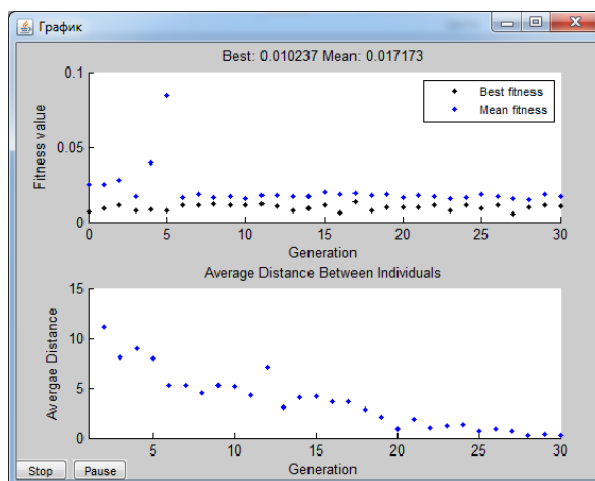 График
Best: 0.010237 Mean: 0.017173
0.1
0.05
0
Fitness value
Best fitness
Mean fitness
0 5 10 15 20 25 30
Generation
Average Distance Between Individuals
15
10
5
0
Avergae Distance
5 10 15 20 25 30
Generation
Stop
Pause